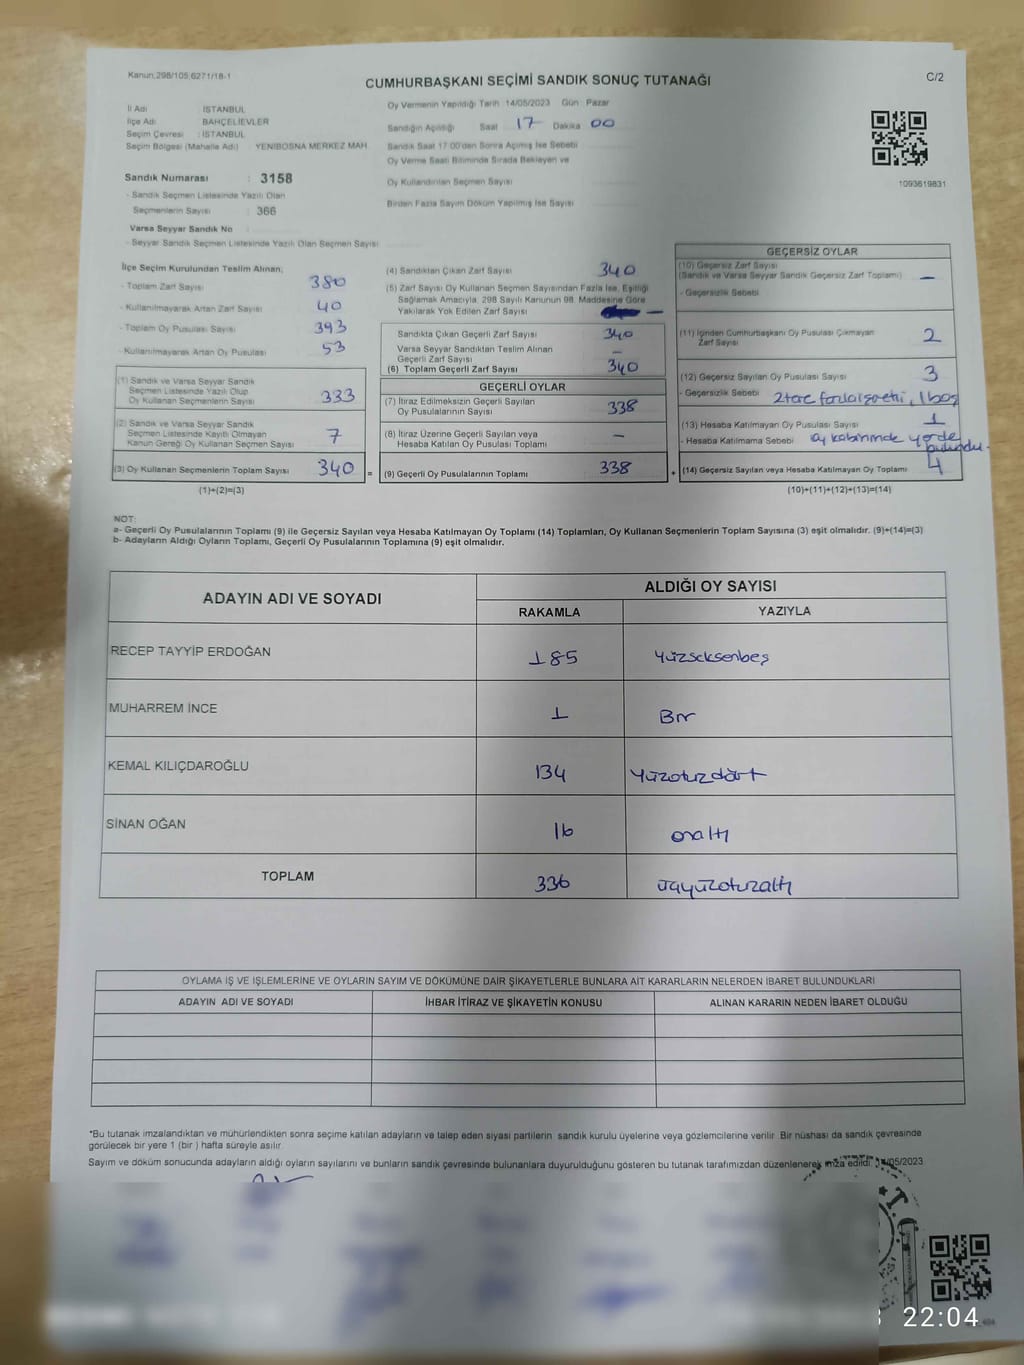 Kanun,298/105,6271/18-1
CUMHURBAŞKANI SEÇİMİ SANDIK SONUÇ TUTANAĞI
C/2
İl Adı : İSTANBUL
İlçe Adı : BAHÇELİEVLER
Seçim Çevresi : İSTANBUL
Seçim Bölgesi (Mahalle Adı) YENİBOSNA MERKEZ MAH
Oy Vermenin Yapıldığı Tarih 14/05/2023 Gün : Pazar
Sandığın Açıldığı Saat 17 Dakika 00
Sandık Saat 17:00'den Sonra Açımış İse Sebebi
Oy Verme Saati Bitiminde Sırada Bekleyen ve
Oy Kullandırılan Seçmen Sayısı
Birden Fazla Sayım Döküm Yapılmış İse Sayısı
1093619831
Sandık Numarası : 3158
- Sandık Seçmen Listesinde Yazılı Olan
Seçmenlerin Sayısı : 366
Varsa Seyyar Sandık No :
- Seyyar Sandık Seçmen Listesinde Yazılı Olan Seçmen Sayısı
İlçe Seçim Kurulundan Teslim Alınan;
- Toplam Zarf Sayısı 380
- Kullanılmayarak Artan Zarf Sayısı 40
- Toplam Oy Pusulası Sayısı 393
- Kullanılmayarak Artan Oy Pusulası 53
(1) Sandık ve Varsa Seyyar Sandık
Seçmen Listesinde Yazılı Olup
Oy Kullanan Seçmenlerin Sayısı 333
(2) Sandık ve Varsa Seyyar Sandık
Seçmen Listesinde Kayıtlı Olmayan
Kanun Gereği Oy Kullanan Seçmen Sayısı 7
(3) Oy Kullanan Seçmenlerin Toplam Sayısı 340 =
(1)+(2)=(3)
(4) Sandıktan Çıkan Zarf Sayısı 340
(5) Zarf Sayısı Oy Kullanan Seçmen Sayısından Fazla İse, Eşitliği
Sağlamak Amacıyla, 298 Sayılı Kanunun 98. Maddesine Göre
Yakılarak Yok Edilen Zarf Sayısı —
Sandıkta Çıkan Geçerli Zarf Sayısı 340
Varsa Seyyar Sandıktan Teslim Alınan
Geçerli Zarf Sayısı —
(6) Toplam Geçerli Zarf Sayısı 340
GEÇERLİ OYLAR
(7) İtiraz Edilmeksizin Geçerli Sayılan
Oy Pusulalarının Sayısı 338
(8) İtiraz Üzerine Geçerli Sayılan veya
Hesaba Katılan Oy Pusulası Toplamı —
(9) Geçerli Oy Pusulalarının Toplamı 338 +
GEÇERSİZ OYLAR
(10) Geçersiz Zarf Sayısı
(Sandık ve Varsa Seyyar Sandık Geçersiz Zarf Toplamı) —
- Geçersizlik Sebebi
(11) İçinden Cumhurbaşkanı Oy Pusulası Çıkmayan
Zarf Sayısı 2
(12) Geçersiz Sayılan Oy Pusulası Sayısı 3
- Geçersizlik Sebebi 2 tere fazla işareti, 1 boş
(13) Hesaba Katılmayan Oy Pusulası Sayısı 1
- Hesaba Katılmama Sebebi oy kabininde yerde
bulundu.
(14) Geçersiz Sayılan veya Hesaba Katılmayan Oy Toplamı 4
(10)+(11)+(12)+(13)=(14)
NOT:
a- Geçerli Oy Pusulalarının Toplamı (9) ile Geçersiz Sayılan veya Hesaba Katılmayan Oy Toplamı (14) Toplamları, Oy Kullanan Seçmenlerin Toplam Sayısına (3) eşit olmalıdır. (9)+(14)=(3)
b- Adayların Aldığı Oyların Toplamı, Geçerli Oy Pusulalarının Toplamına (9) eşit olmalıdır.
ADAYIN ADI VE SOYADI
ALDIĞI OY SAYISI
RAKAMLA YAZIYLA
RECEP TAYYİP ERDOĞAN 185 Yüzseksenbeş
MUHARREM İNCE 1 Bir
KEMAL KILIÇDAROĞLU 134 Yüzotuzdört
SİNAN OĞAN 16 onaltı
TOPLAM 336 üçyüzotuzaltı
OYLAMA İŞ VE İŞLEMLERİNE VE OYLARIN SAYIM VE DÖKÜMÜNE DAİR ŞİKAYETLERLE BUNLARA AİT KARARLARIN NELERDEN İBARET BULUNDUKLARI
ADAYIN ADI VE SOYADI İHBAR İTİRAZ VE ŞİKAYETİN KONUSU ALINAN KARARIN NEDEN İBARET OLDUĞU
*Bu tutanak imzalandıktan ve mühürlendikten sonra seçime katılan adayların ve talep eden siyasi partilerin sandık kurulu üyelerine veya gözlemcilerine verilir. Bir nüshası da sandık çevresinde
görülecek bir yere 1 (bir) hafta süreyle asılır.
Sayım ve döküm sonucunda adayların aldığı oyların sayılarını ve bunların sandık çevresinde bulunanlara duyurulduğunu gösteren bu tutanak tarafımızdan düzenlenerek imza edildi. 14/05/2023
22:04